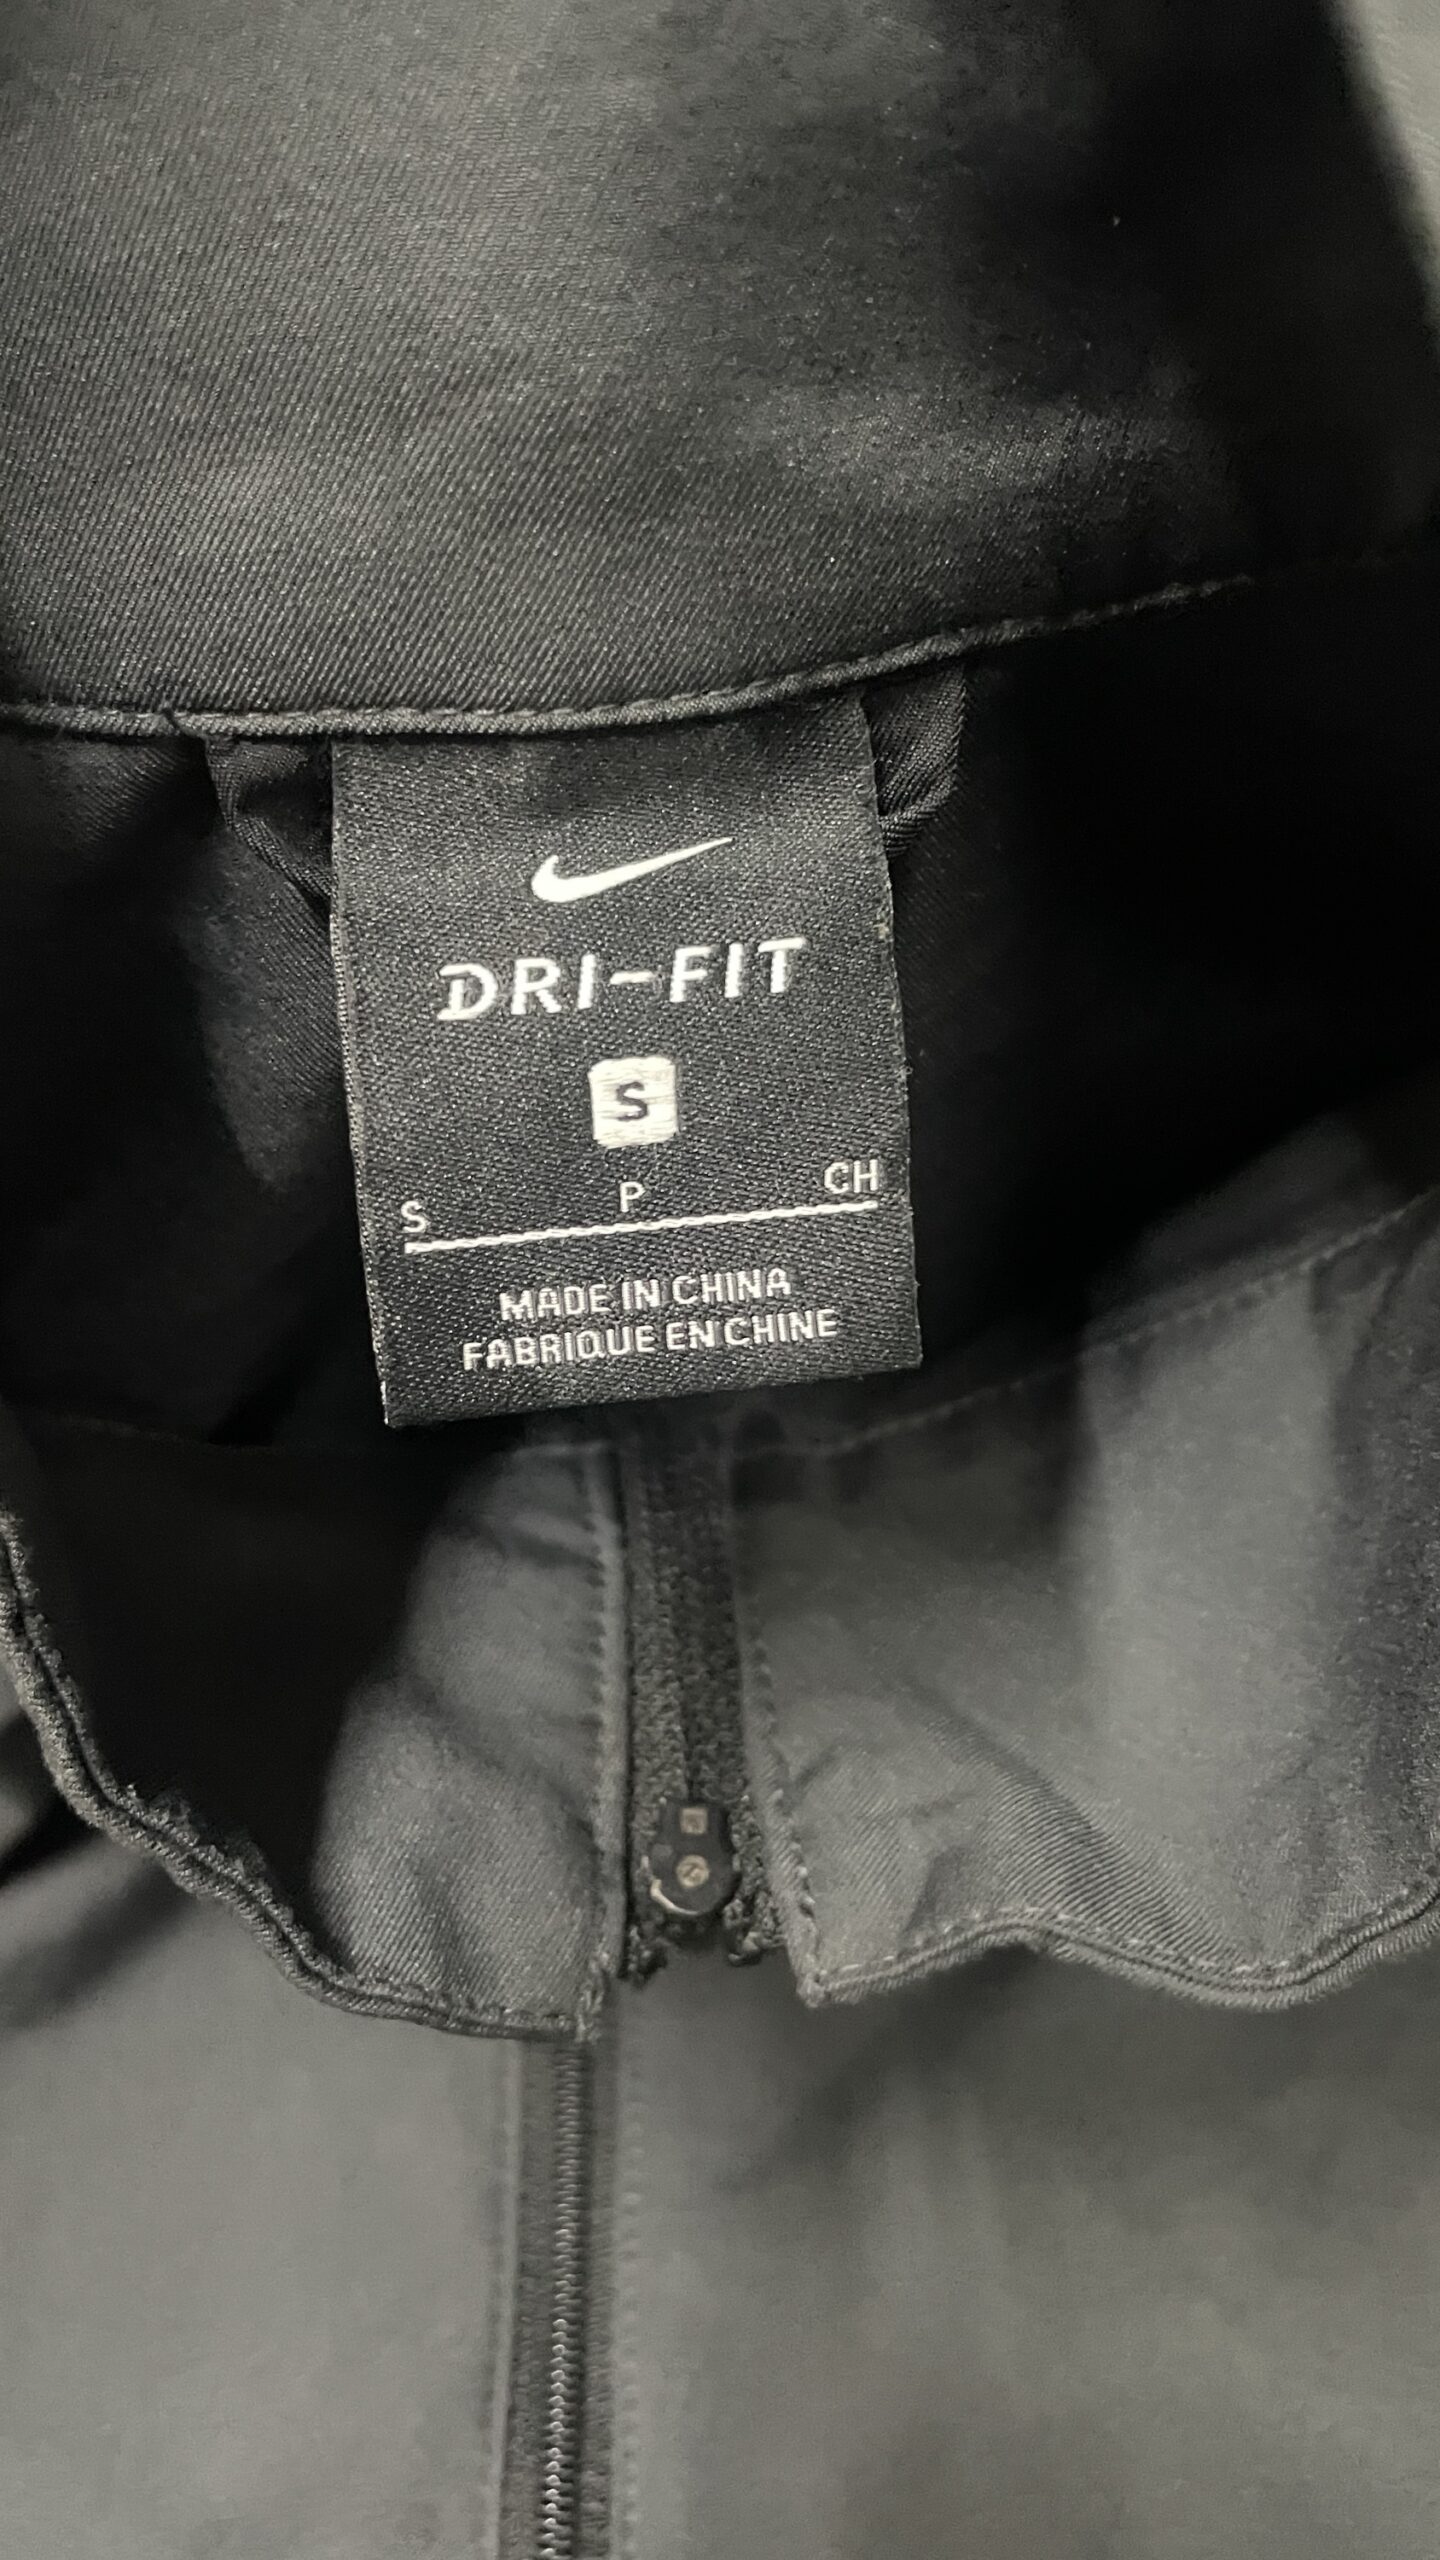 DRI-FIT
S
S P CH
MADE IN CHINA
FABRIQUE EN CHINE